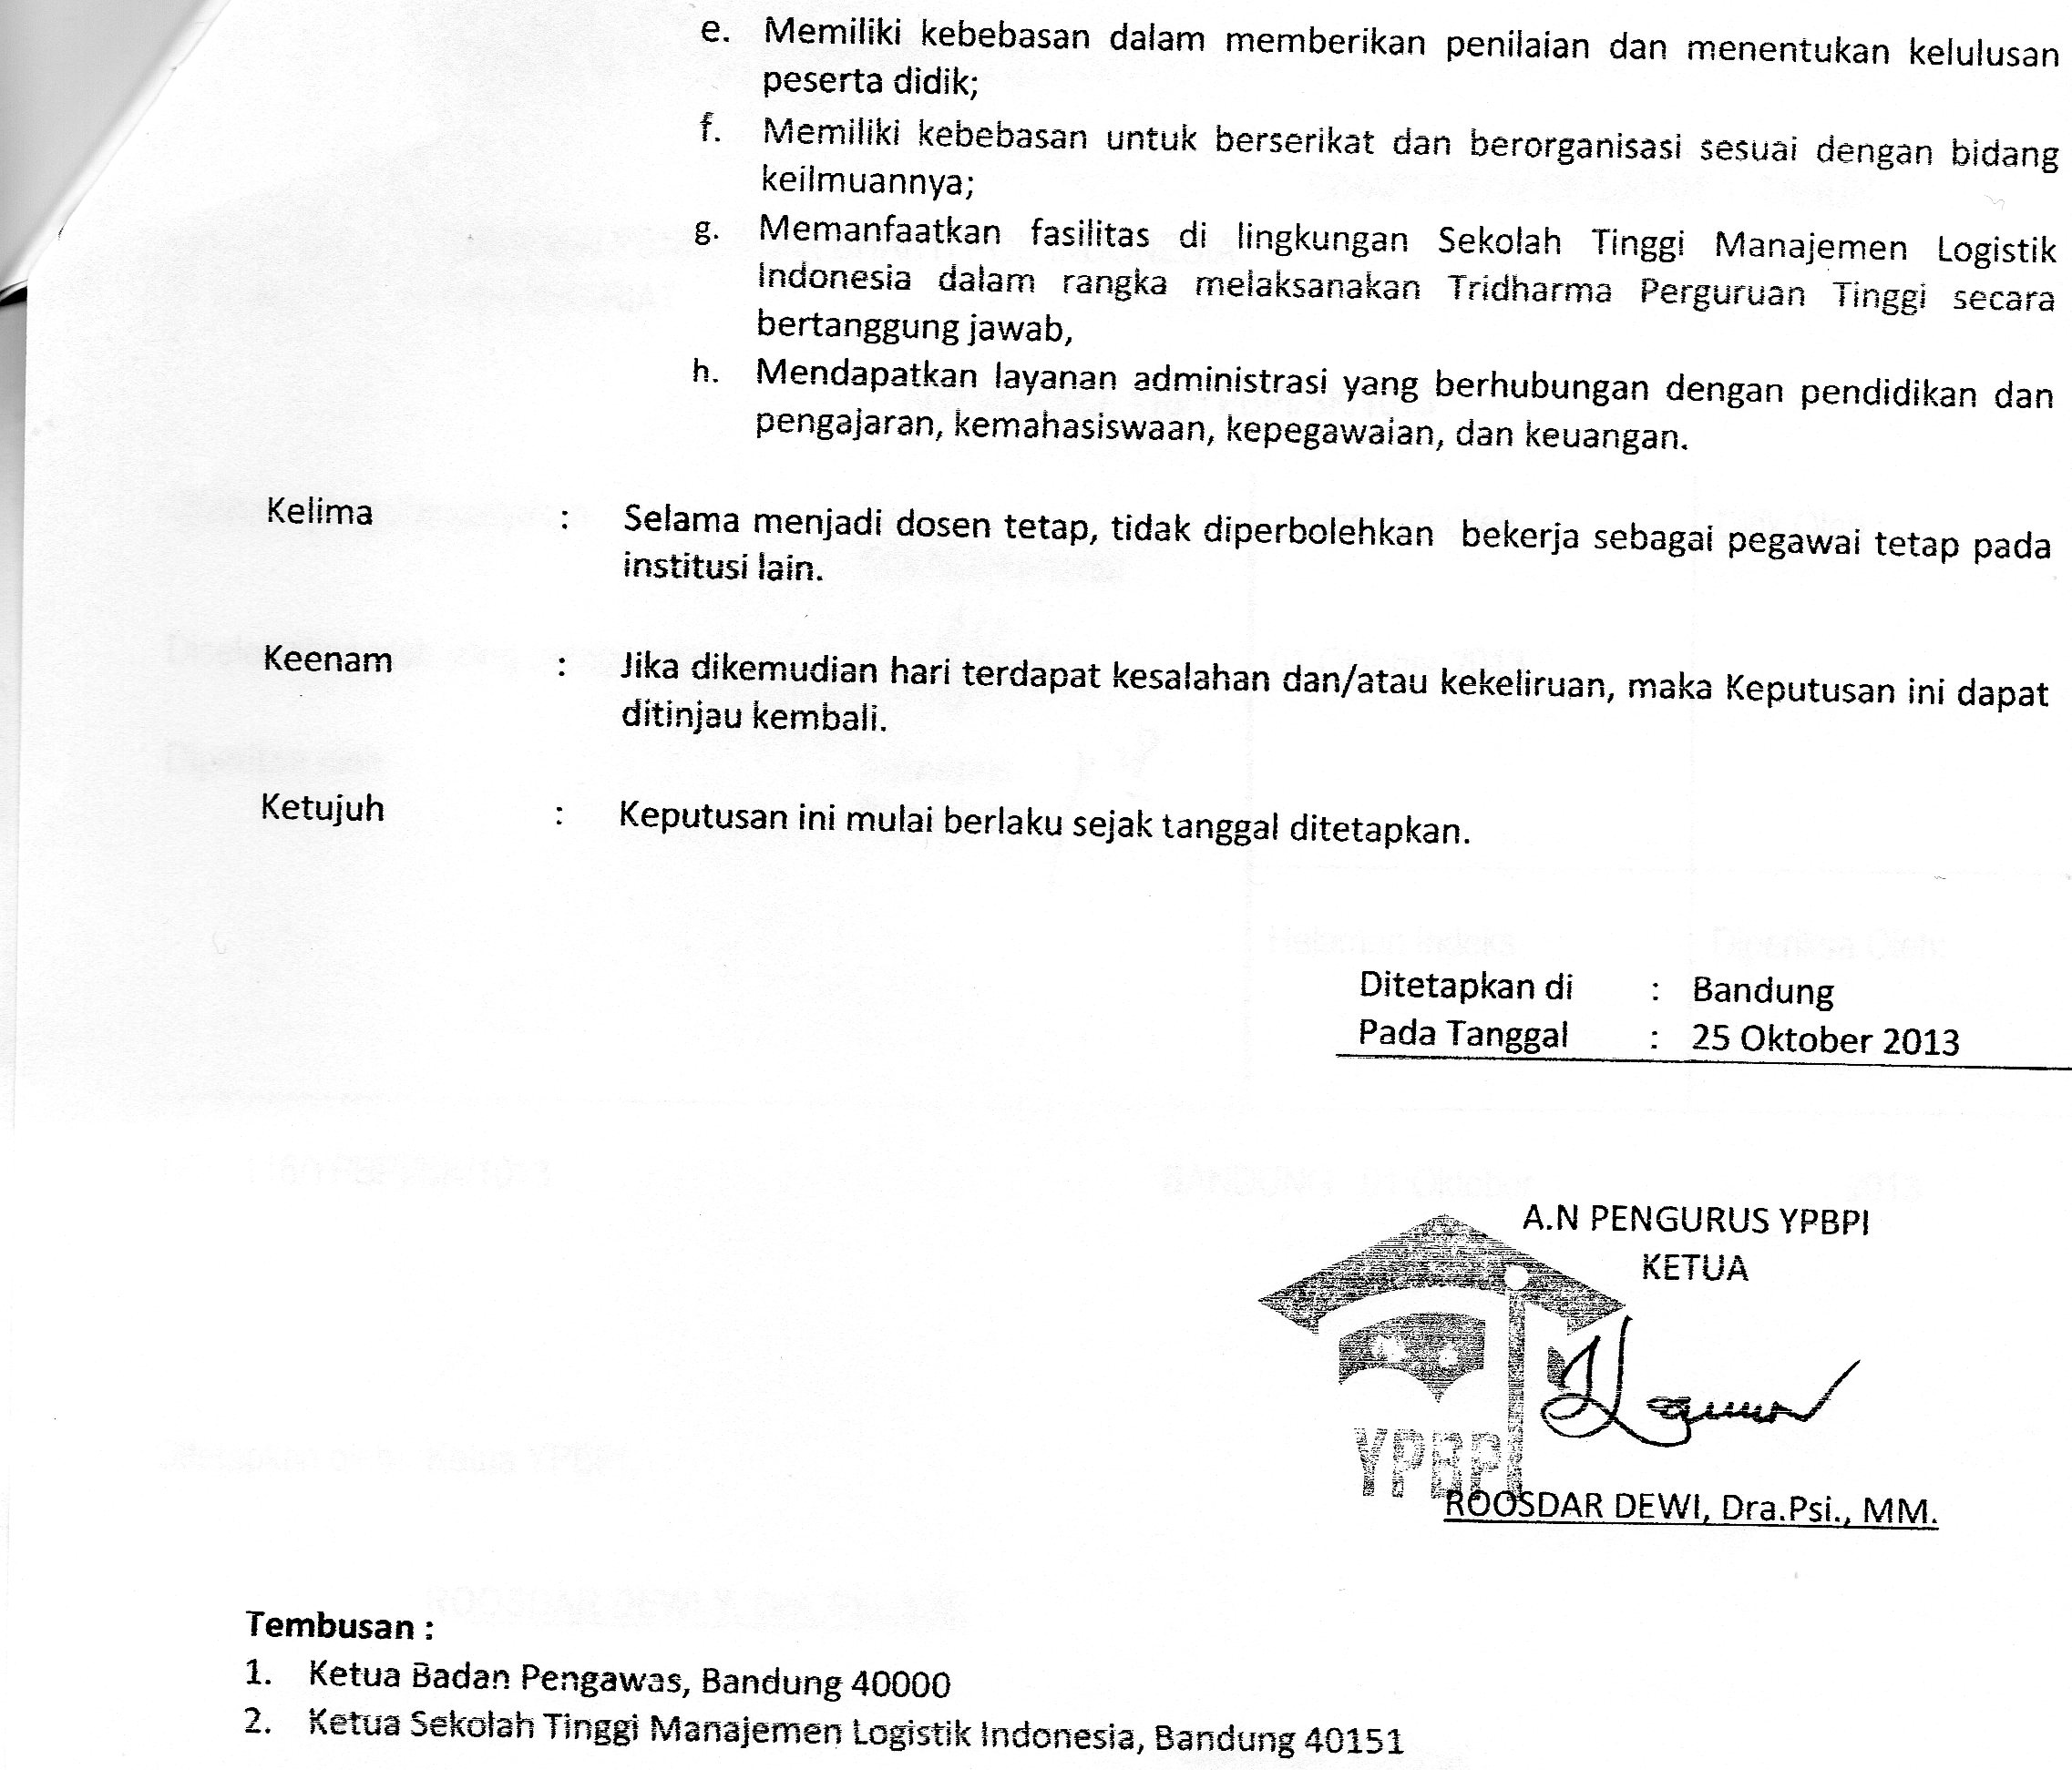 e. Memiliki kebebasan dalam memberikan penilaian dan menentukan kelulusan
peserta didik;
f. Memiliki kebebasan untuk berserikat dan berorganisasi sesuai dengan bidang
keilmuannya;
g. Memanfaatkan fasilitas di lingkungan Sekolah Tinggi Manajemen Logistik
Indonesia dalam rangka melaksanakan Tridharma Perguruan Tinggi secara
bertanggung jawab,
h. Mendapatkan layanan administrasi yang berhubungan dengan pendidikan dan
pengajaran, kemahasiswaan, kepegawaian, dan keuangan.
Kelima : Selama menjadi dosen tetap, tidak diperbolehkan bekerja sebagai pegawai tetap pada
institusi lain.
Keenam : Jika dikemudian hari terdapat kesalahan dan/atau kekeliruan, maka Keputusan ini dapat
ditinjau kembali.
Ketujuh : Keputusan ini mulai berlaku sejak tanggal ditetapkan.
Ditetapkan di : Bandung
Pada Tanggal : 25 Oktober 2013
A.N PENGURUS YPBPI
KETUA
YPBPI
ROOSDAR DEWI, Dra.Psi., MM.
Tembusan :
1. Ketua Badan Pengawas, Bandung 40000
2. Ketua Sekolah Tinggi Manajemen Logistik Indonesia, Bandung 40151